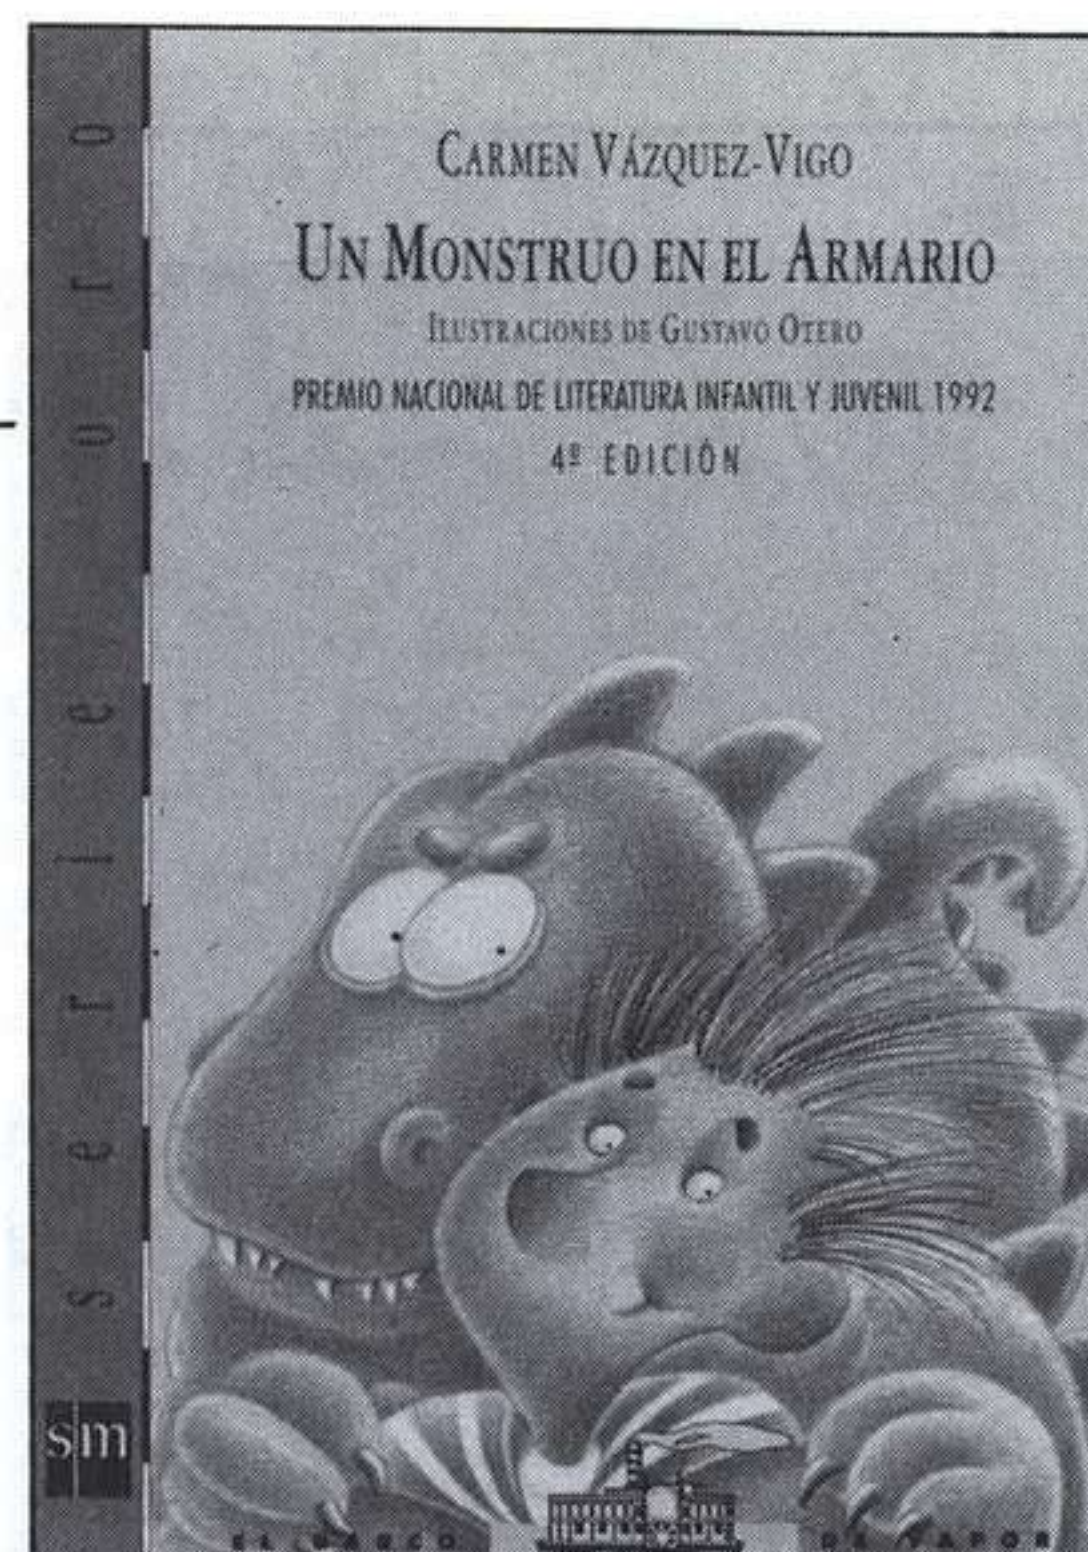 CARMEN VÁZQUEZ-VIGO
UN MONSTRUO EN EL ARMARIO
ILUSTRACIONES DE GUSTAVO OTERO
PREMIO NACIONAL DE LITERATURA INFANTIL Y JUVENIL 1992
4ª EDICIÓN
serie oro
sm
EL BARCO DE VAPOR